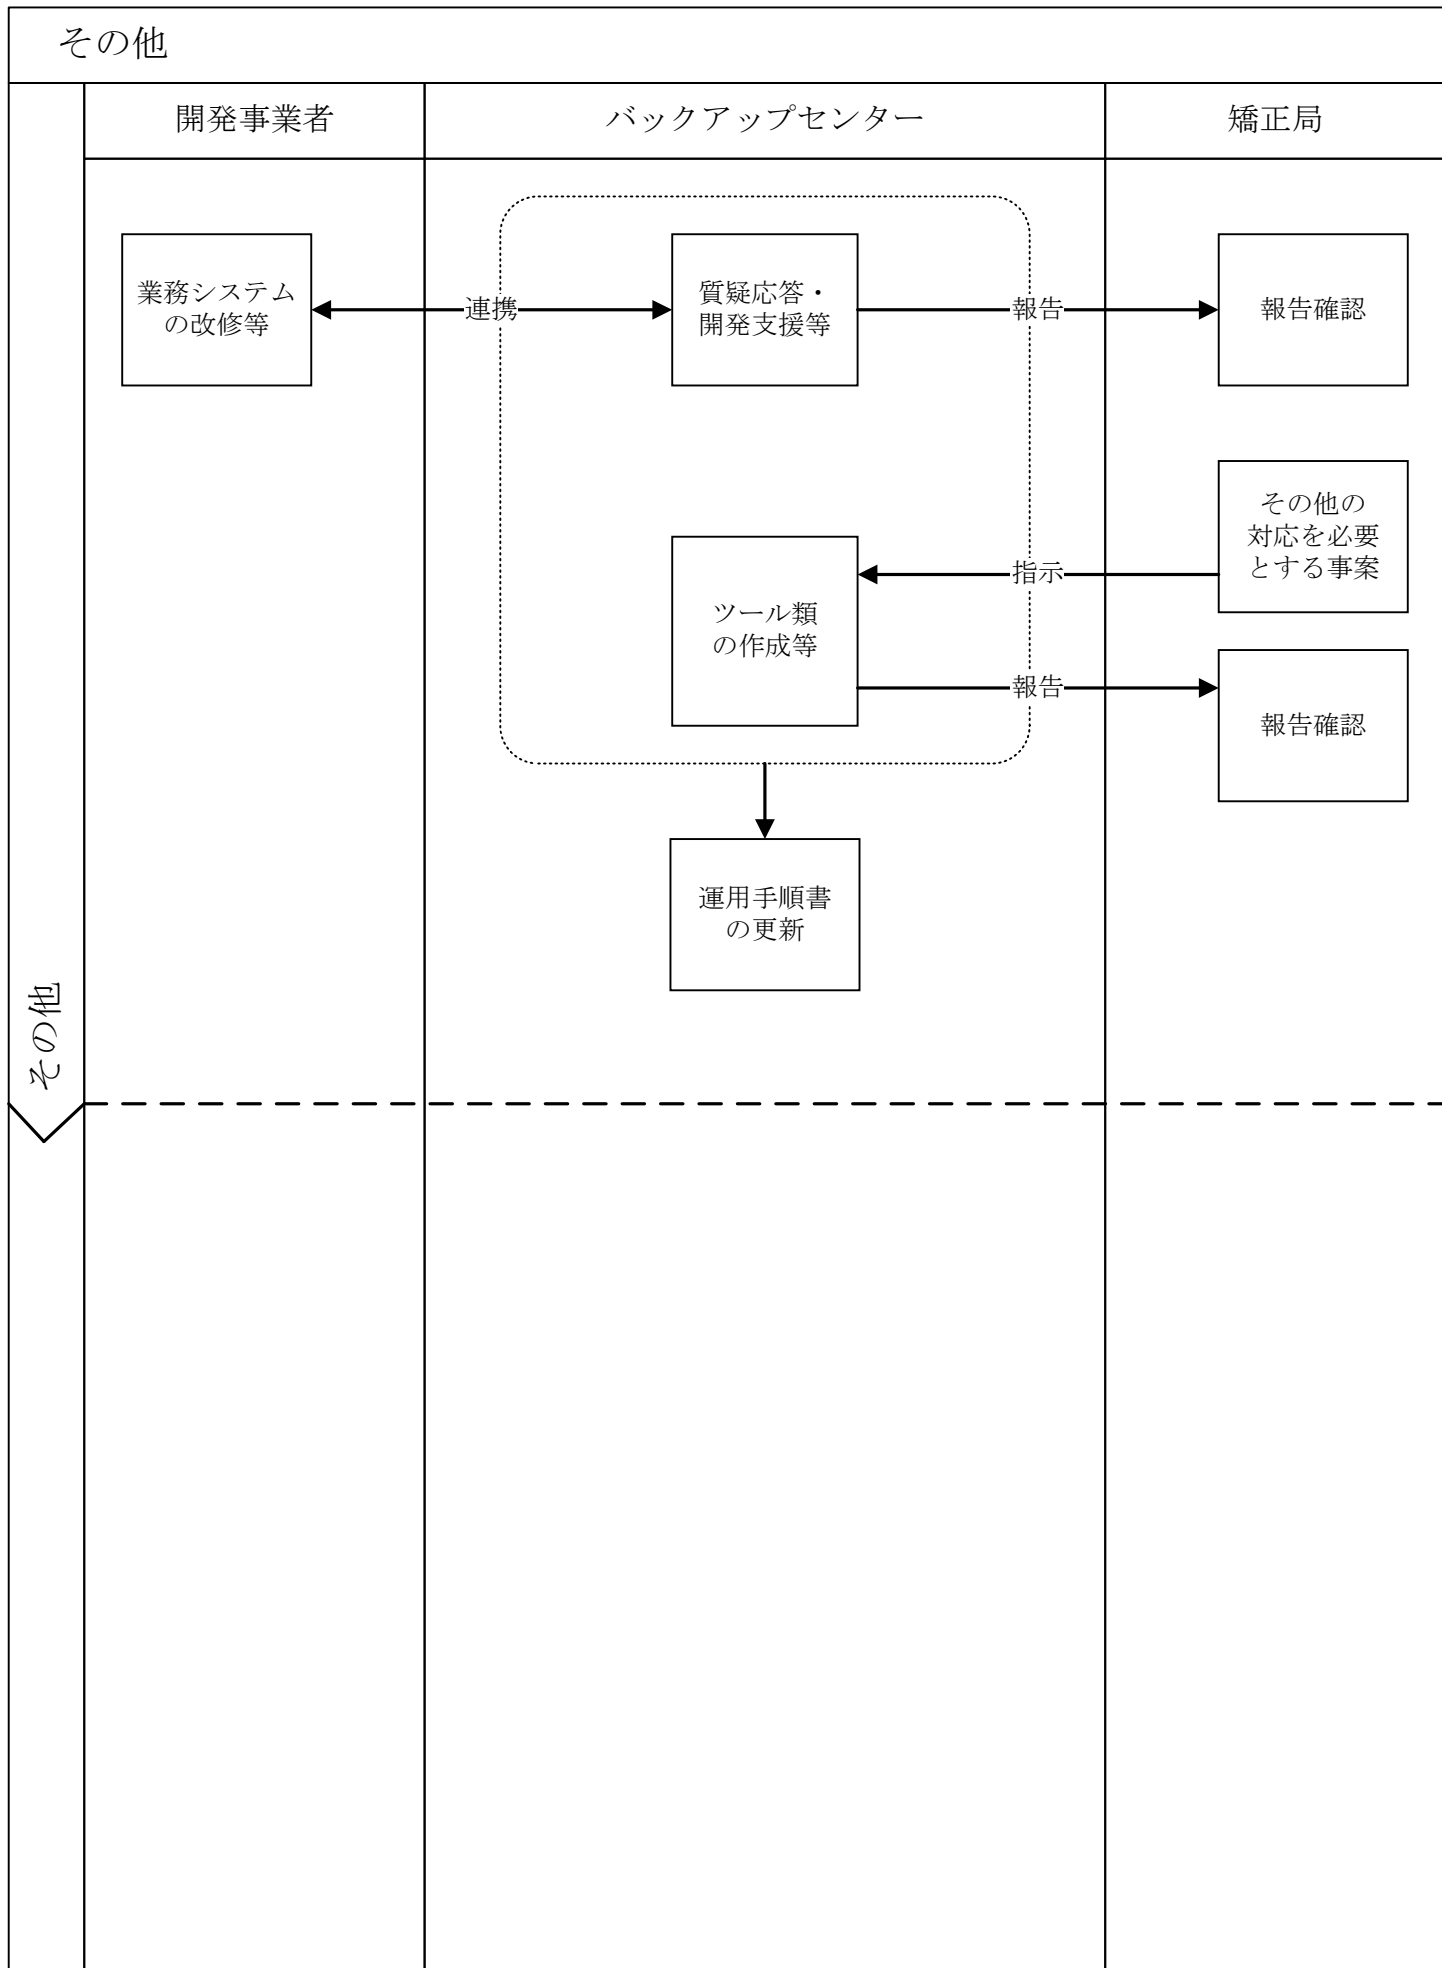 その他
開発事業者
バックアップセンター
矯正局
業務システム
の改修等
連携
質疑応答・
開発支援等
報告
報告確認
その他の
対応を必要
とする事案
指示
ツール類
の作成等
報告
報告確認
運用手順書
の更新
その他